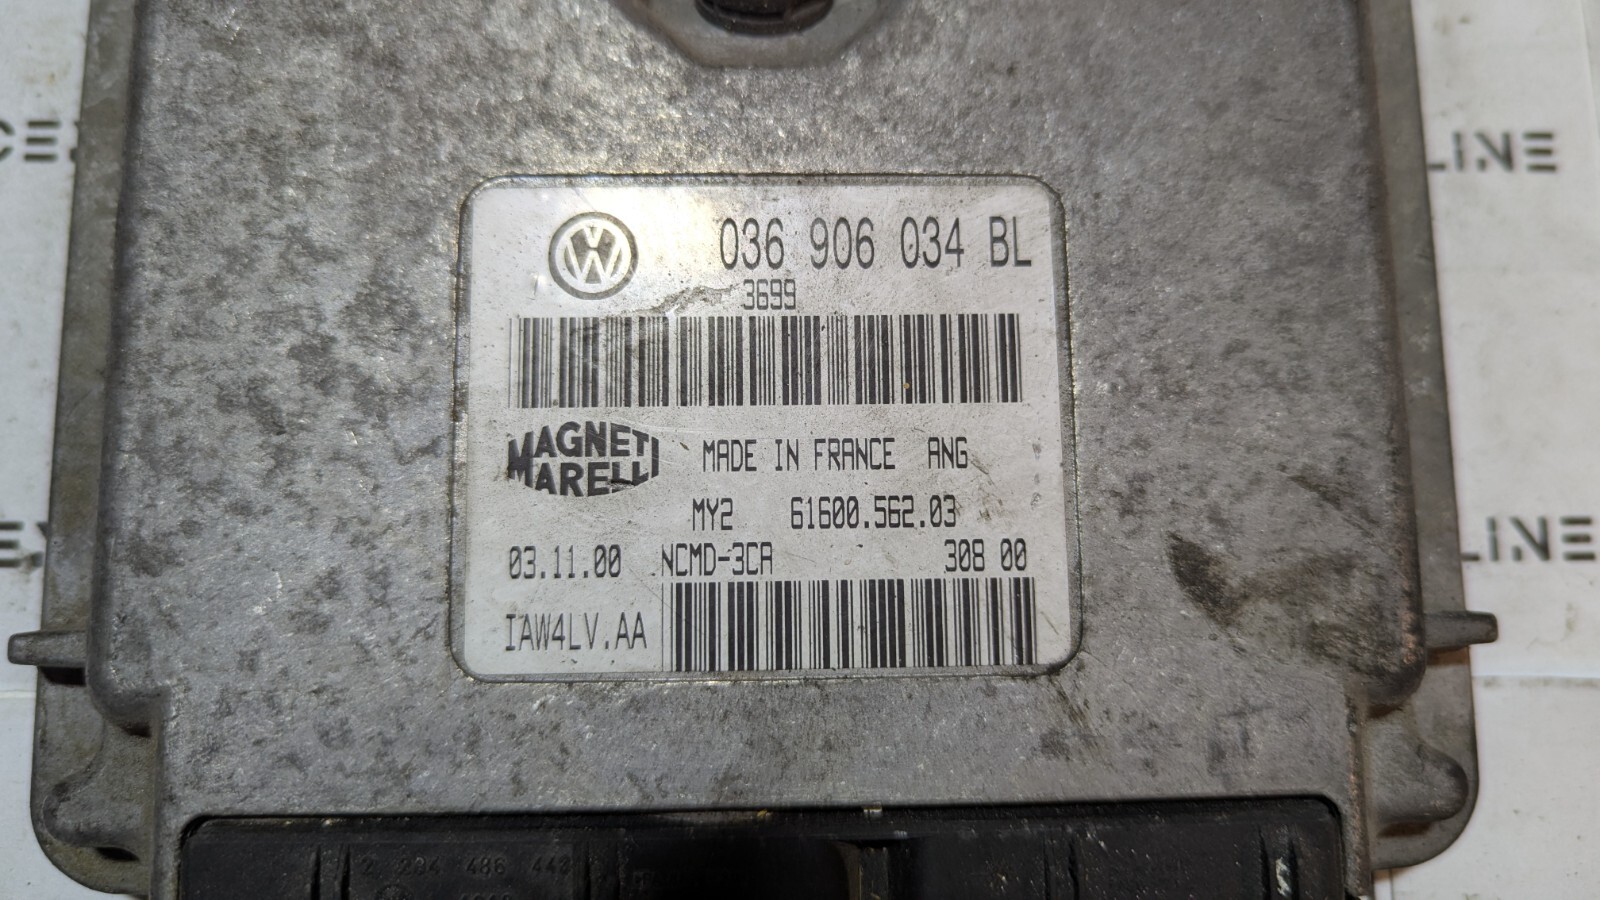 036 906 034 BL
3699
MAGNETI MARELLI
MADE IN FRANCE ANG
MY2 61600.562.03
03.11.00 NCMD-3CA 308 00
IAW4LV.AA
LINE
LINE